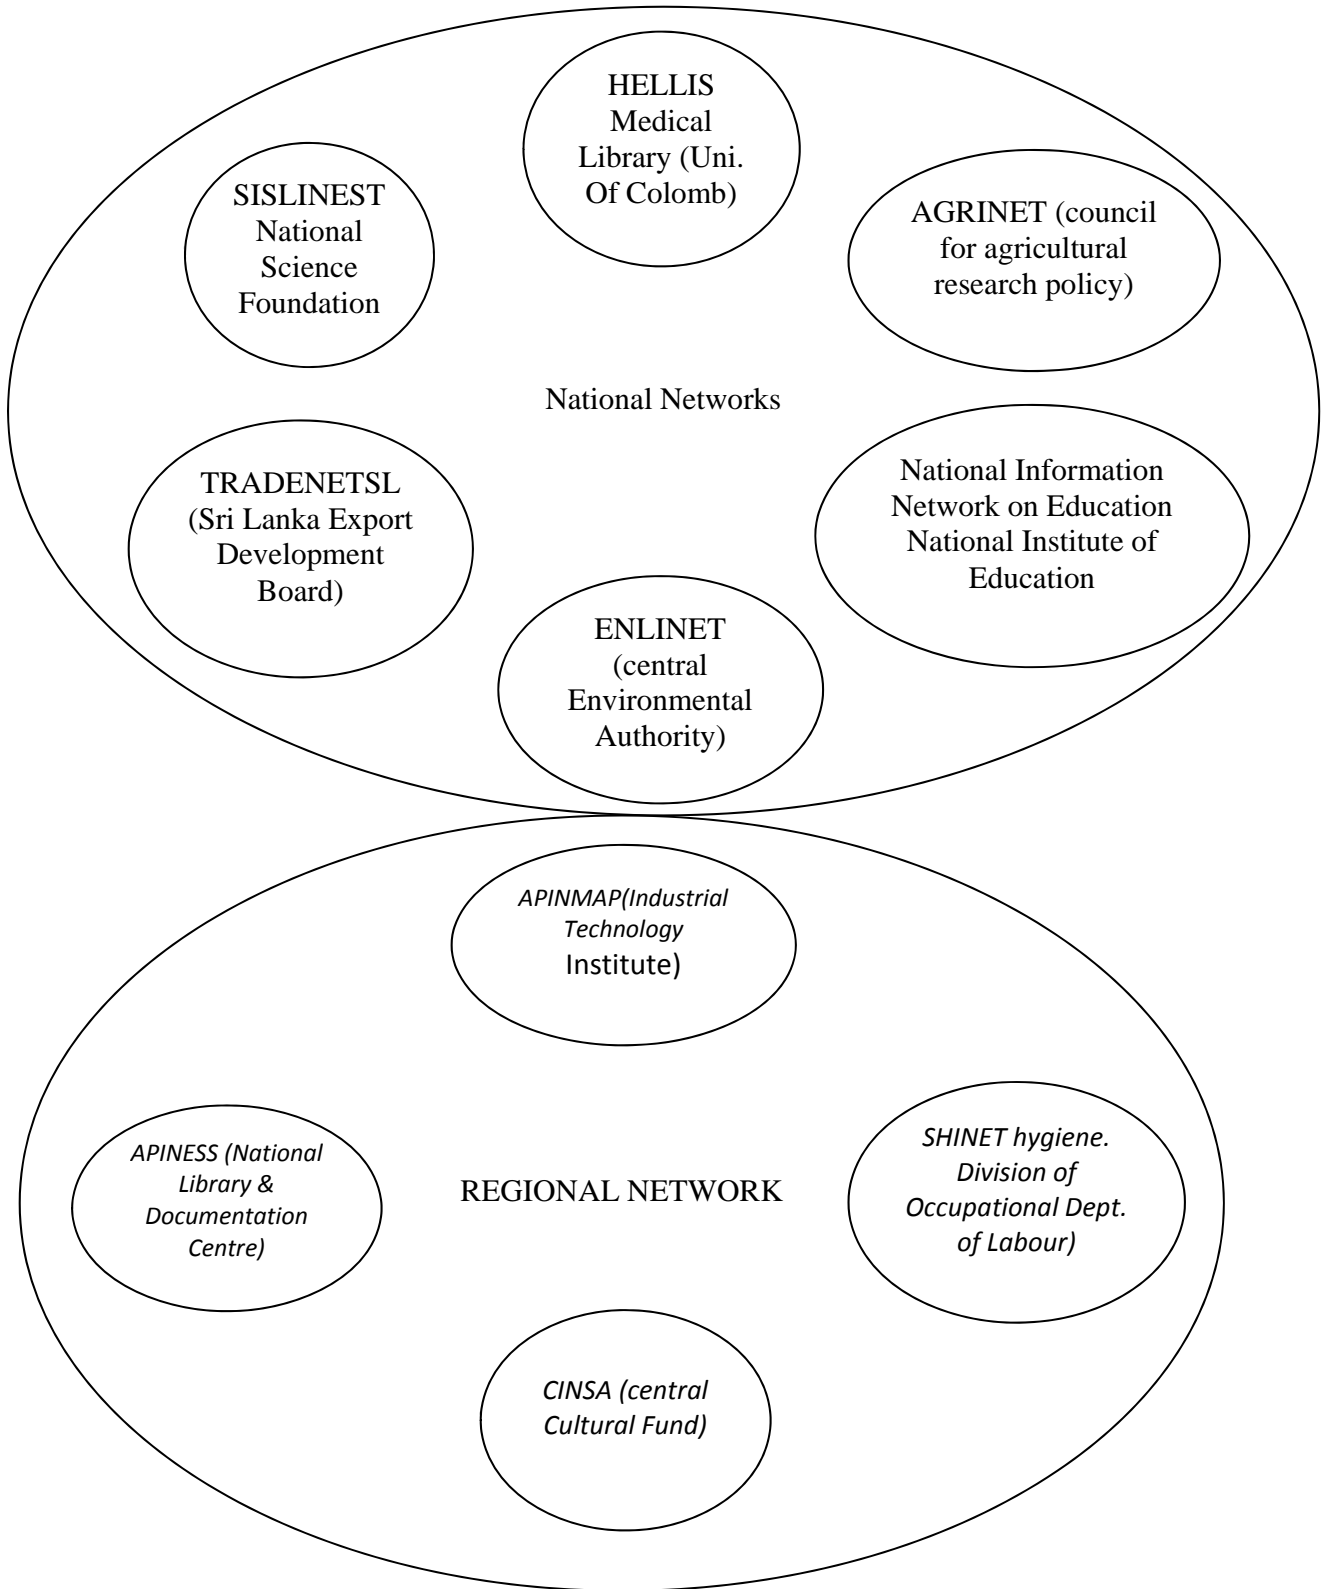 HELLIS
Medical
Library (Uni.
Of Colomb)
SISLINEST
National
Science
Foundation
AGRINET (council
for agricultural
research policy)
National Networks
TRADENETSL
(Sri Lanka Export
Development
Board)
National Information
Network on Education
National Institute of
Education
ENLINET
(central
Environmental
Authority)
APINMAP(Industrial
Technology
Institute)
APINESS (National
Library &
Documentation
Centre)
REGIONAL NETWORK
SHINET hygiene.
Division of
Occupational Dept.
of Labour)
CINSA (central
Cultural Fund)